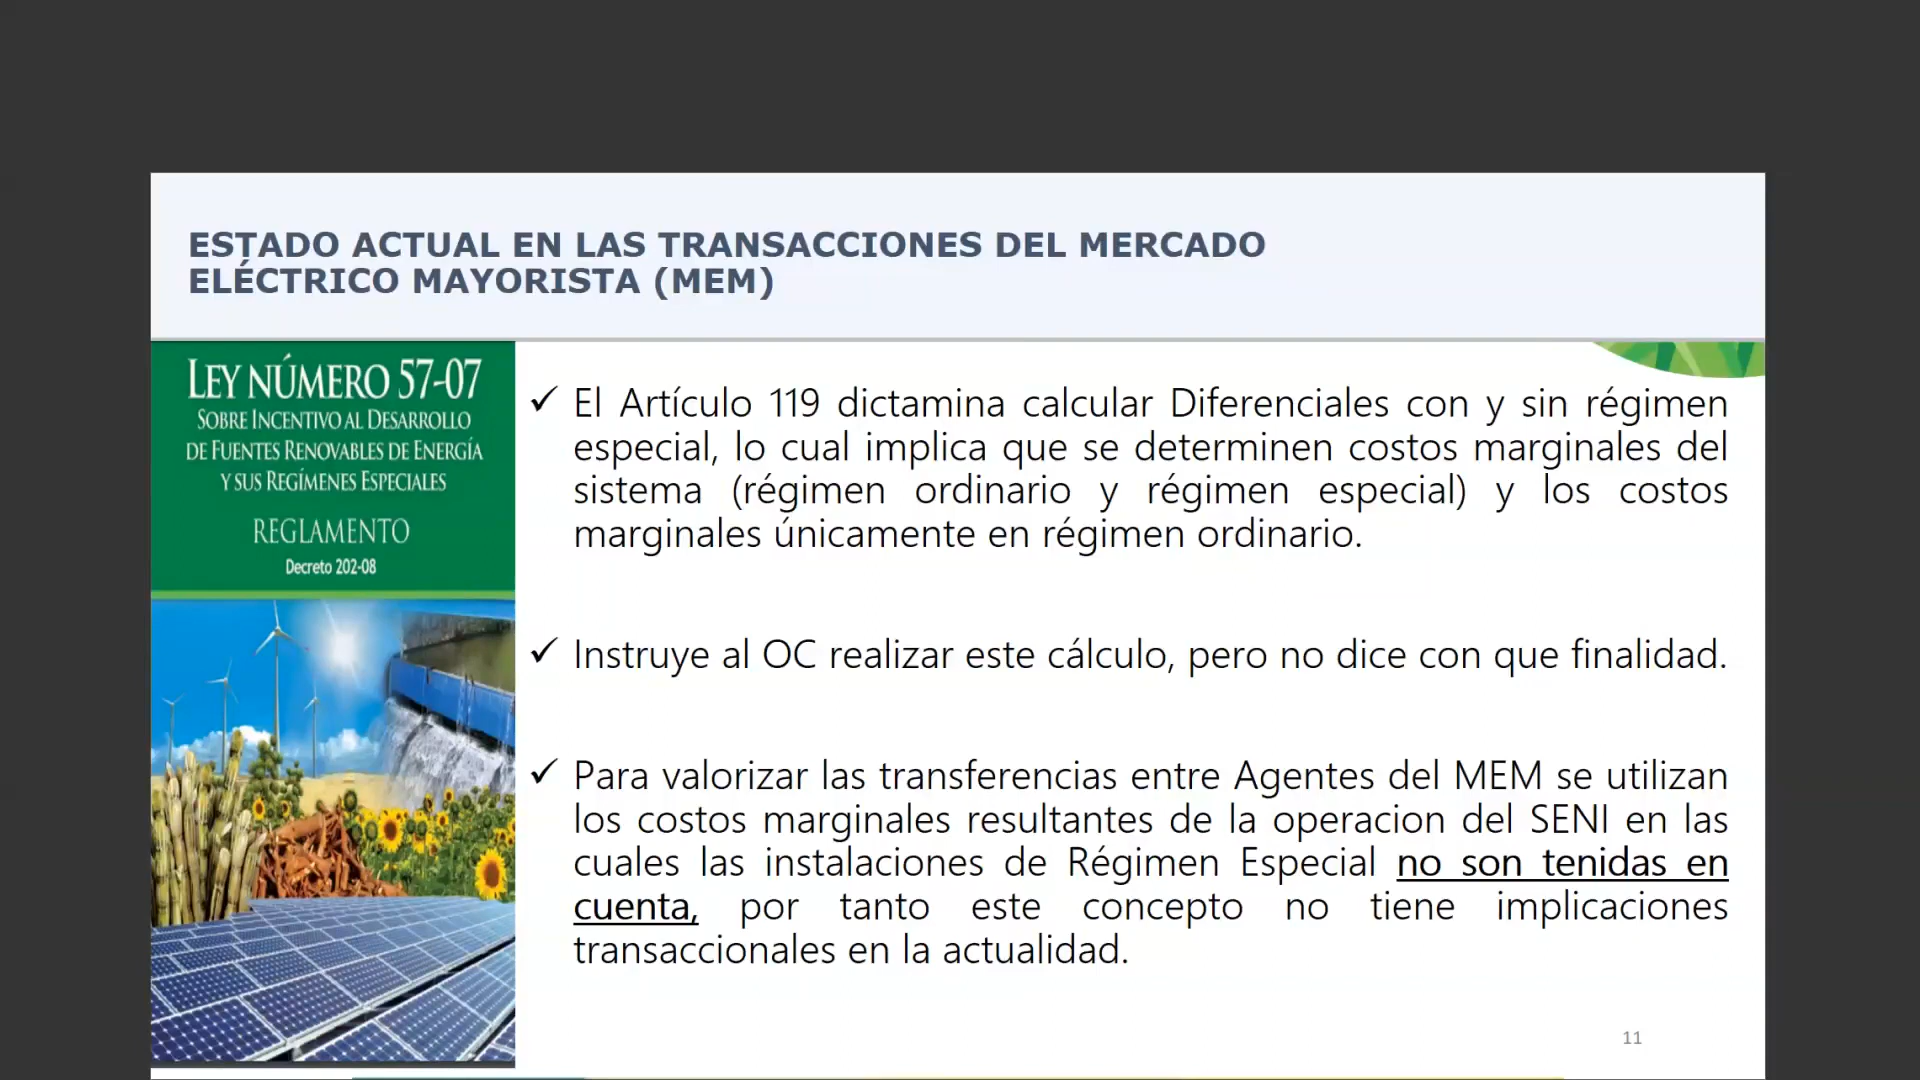 ESTADO ACTUAL EN LAS TRANSACCIONES DEL MERCADO
ELÉCTRICO MAYORISTA (MEM)
LEY NÚMERO 57-07
SOBRE INCENTIVO AL DESARROLLO
DE FUENTES RENOVABLES DE ENERGÍA
Y SUS REGÍMENES ESPECIALES
REGLAMENTO
Decreto 202-08
✓ El Artículo 119 dictamina calcular Diferenciales con y sin régimen
especial, lo cual implica que se determinen costos marginales del
sistema (régimen ordinario y régimen especial) y los costos
marginales únicamente en régimen ordinario.
✓ Instruye al OC realizar este cálculo, pero no dice con que finalidad.
✓ Para valorizar las transferencias entre Agentes del MEM se utilizan
los costos marginales resultantes de la operacion del SENI en las
cuales las instalaciones de Régimen Especial no son tenidas en
cuenta, por tanto este concepto no tiene implicaciones
transaccionales en la actualidad.
11